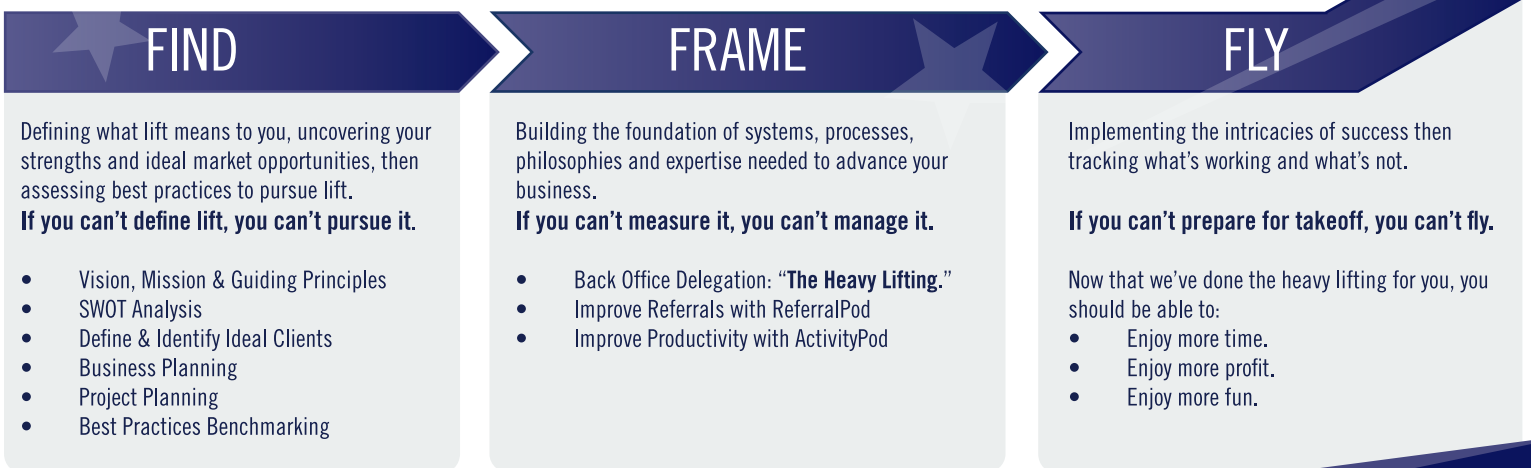 FIND
Defining what lift means to you, uncovering your
strengths and ideal market opportunities, then
assessing best practices to pursue lift.
If you can’t define lift, you can’t pursue it.
• Vision, Mission & Guiding Principles
• SWOT Analysis
• Define & Identify Ideal Clients
• Business Planning
• Project Planning
• Best Practices Benchmarking
FRAME
Building the foundation of systems, processes,
philosophies and expertise needed to advance your
business.
If you can’t measure it, you can’t manage it.
• Back Office Delegation: “The Heavy Lifting.”
• Improve Referrals with ReferralPod
• Improve Productivity with ActivityPod
FLY
Implementing the intricacies of success then
tracking what’s working and what’s not.
If you can’t prepare for takeoff, you can’t fly.
Now that we’ve done the heavy lifting for you, you
should be able to:
• Enjoy more time.
• Enjoy more profit.
• Enjoy more fun.